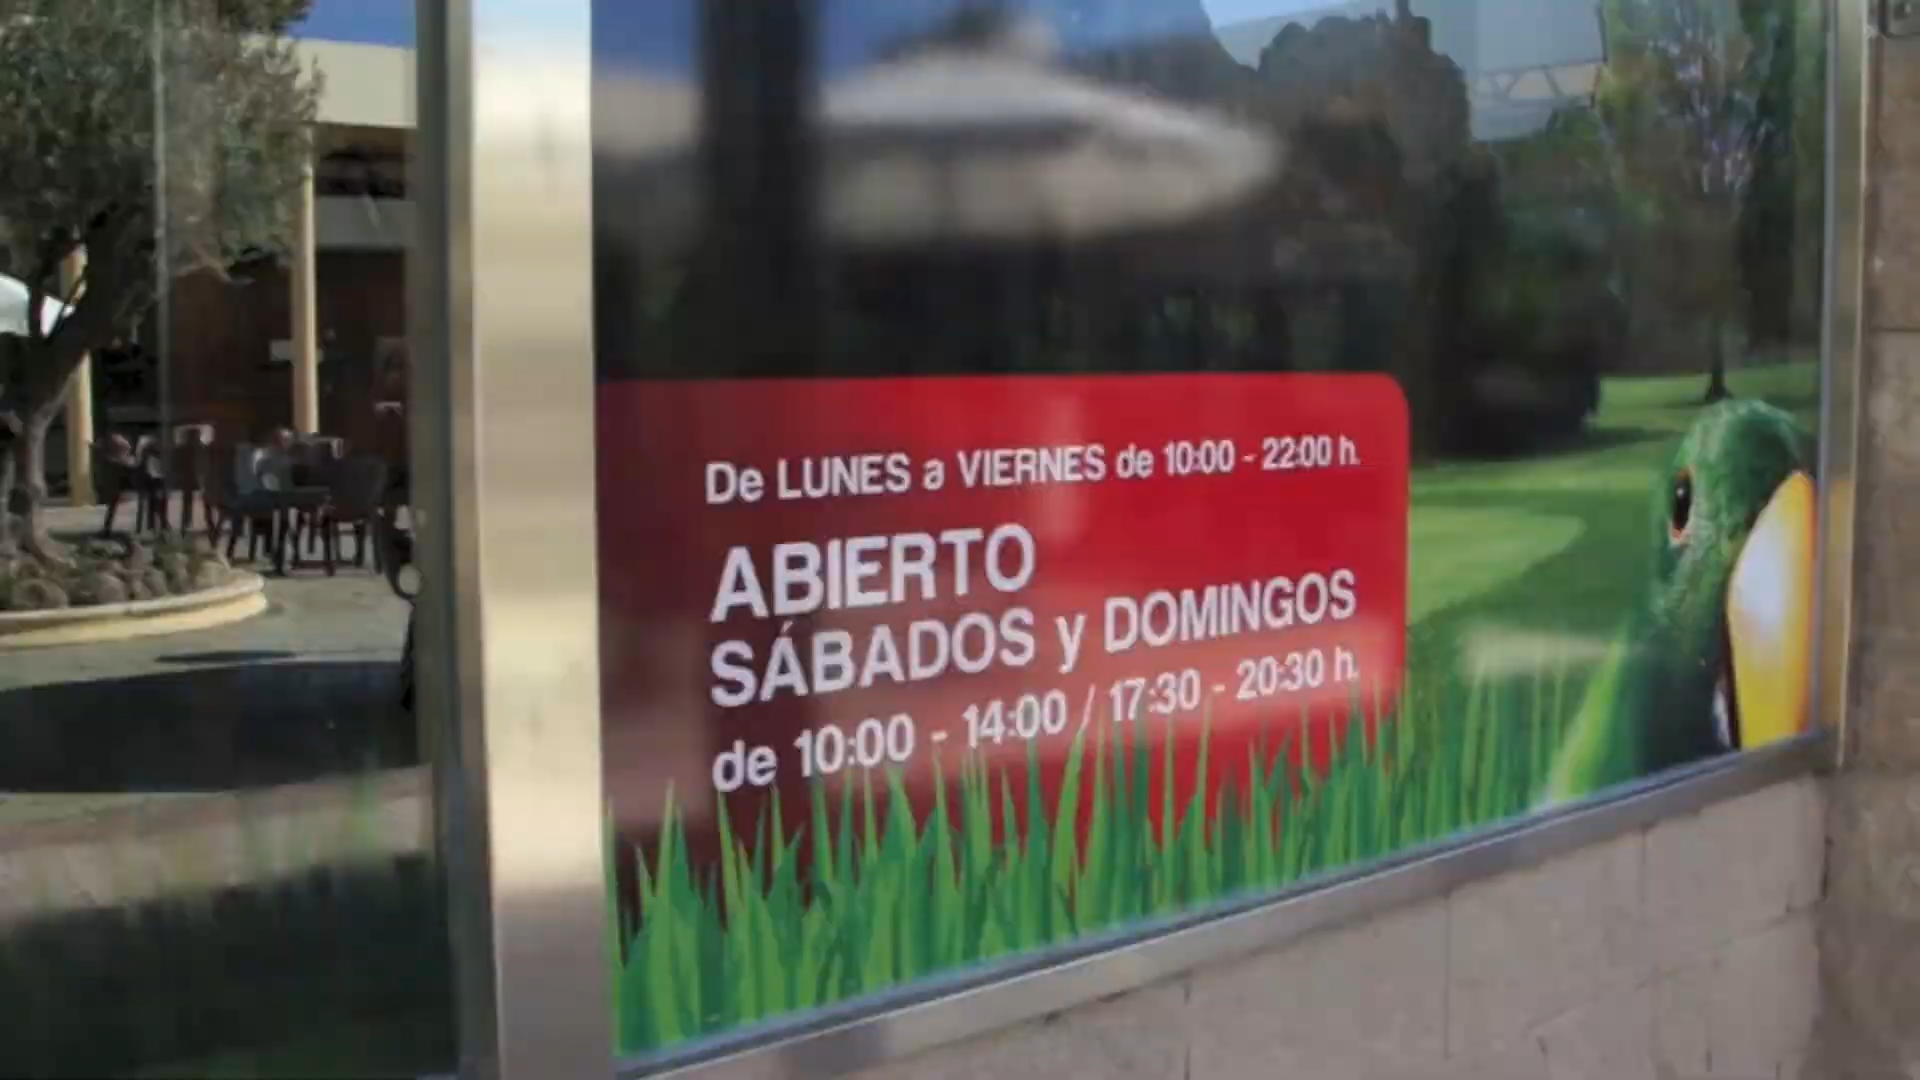 De LUNES a VIERNES de 10:00 - 22:00 h.
ABIERTO
SÁBADOS y DOMINGOS
de 10:00 - 14:00 / 17:30 - 20:30 h.